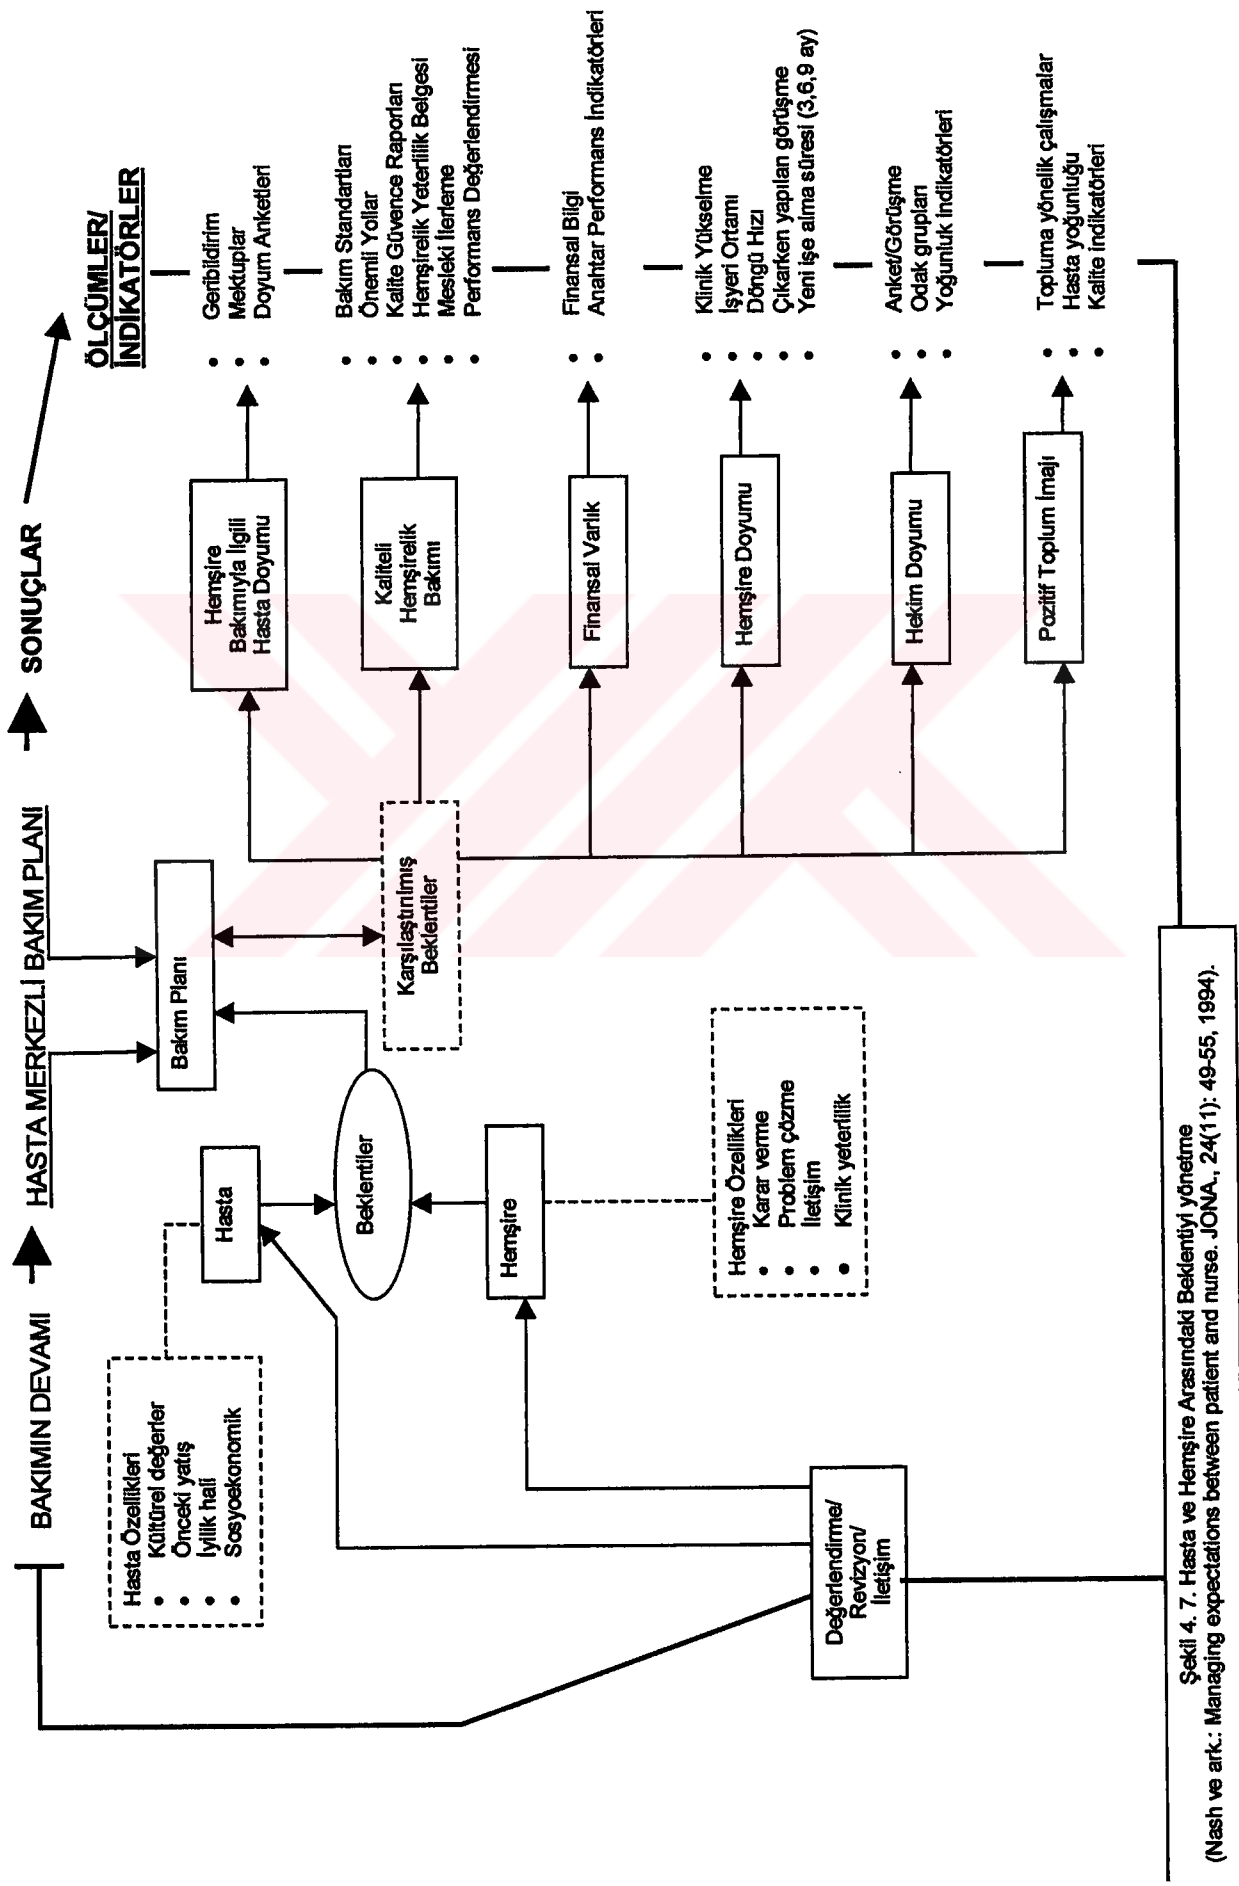 BAKIMIN DEVAMI
HASTA MERKEZLİ BAKIM PLANI
SONUÇLAR
ÖLÇÜMLER/
İNDİKATÖRLER
Hasta Özellikleri
• Kültürel değerler
• Önceki yatış
• İyilik hali
• Sosyoekonomik
Hasta
Beklentiler
Hemşire
Hemşire Özellikleri
• Karar verme
• Problem çözme
• İletişim
• Klinik yeterlilik
Değerlendirme/
Revizyon/
İletişim
Bakım Planı
Karşılaştırılmış
Beklentiler
Hemşire
Bakımıyla İlgili
Hasta Doyumu
• Geribildirim
• Mektuplar
• Doyum Anketleri
Kaliteli
Hemşirelik
Bakımı
• Bakım Standartları
• Önemli Yollar
• Kalite Güvence Raporları
• Hemşirelik Yeterlilik Belgesi
• Mesleki İlerleme
• Performans Değerlendirmesi
Finansal Varlık
• Finansal Bilgi
• Anahtar Performans İndikatörleri
Hemşire Doyumu
• Klinik Yükselme
• İşyeri Ortamı
• Döngü Hızı
• Çıkarken yapılan görüşme
• Yeni işe alma süresi (3,6,9 ay)
Hekim Doyumu
• Anket/Görüşme
• Odak grupları
• Yoğunluk İndikatörleri
Pozitif Toplum İmajı
• Topluma yönelik çalışmalar
• Hasta yoğunluğu
• Kalite indikatörleri
Şekil 4. 7. Hasta ve Hemşire Arasındaki Beklentiyi yönetme
(Nash ve ark.: Managing expectations between patient and nurse. JONA., 24(11): 49-55, 1994).